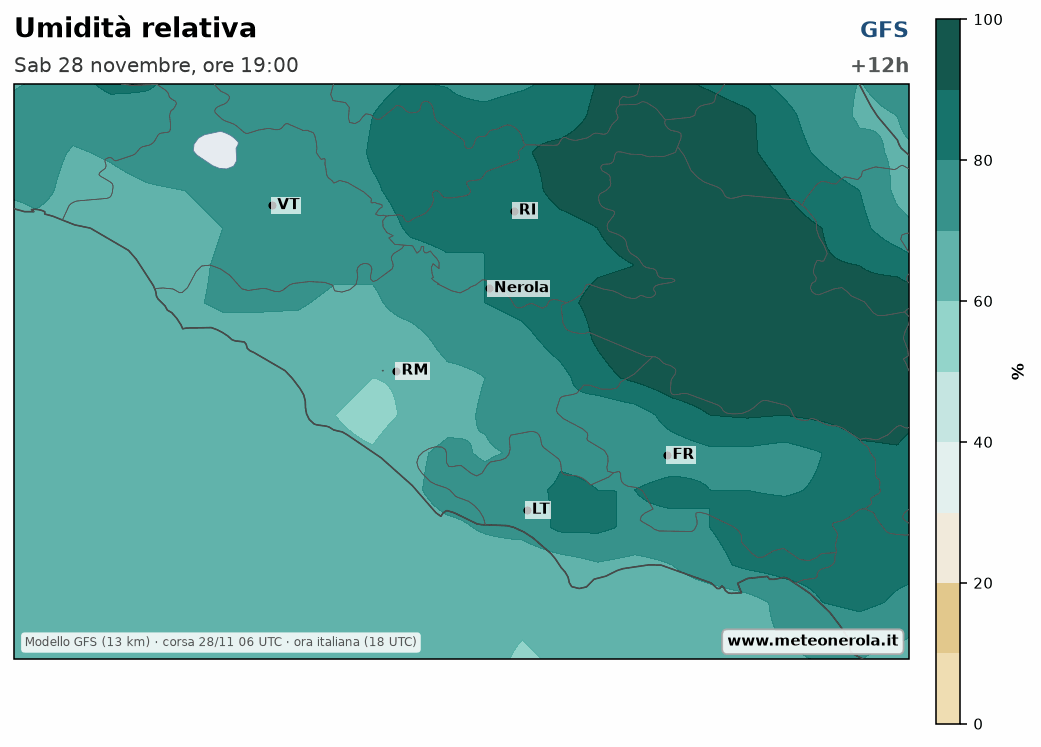 Umidità relativa
GFS
Sab 28 novembre, ore 19:00
+12h
100
80
60
40
20
0
%
VT
RI
Nerola
RM
FR
LT
Modello GFS (13 km) · corsa 28/11 06 UTC · ora italiana (18 UTC)
www.meteonerola.it